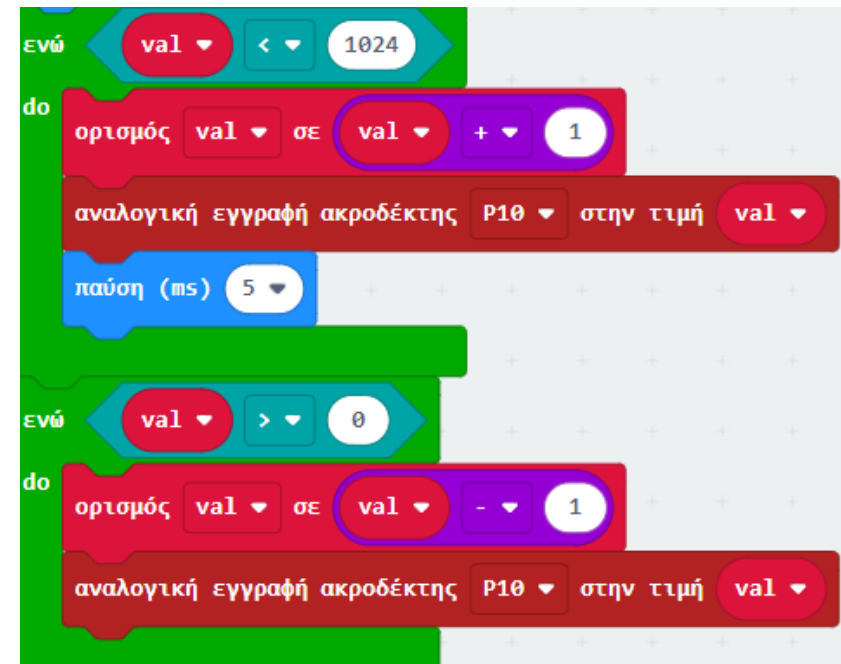 ενώ val < 1024
do
ορισμός val σε val + 1
αναλογική εγγραφή ακροδέκτης P10 στην τιμή val
παύση (ms) 5
ενώ val > 0
do
ορισμός val σε val - 1
αναλογική εγγραφή ακροδέκτης P10 στην τιμή val